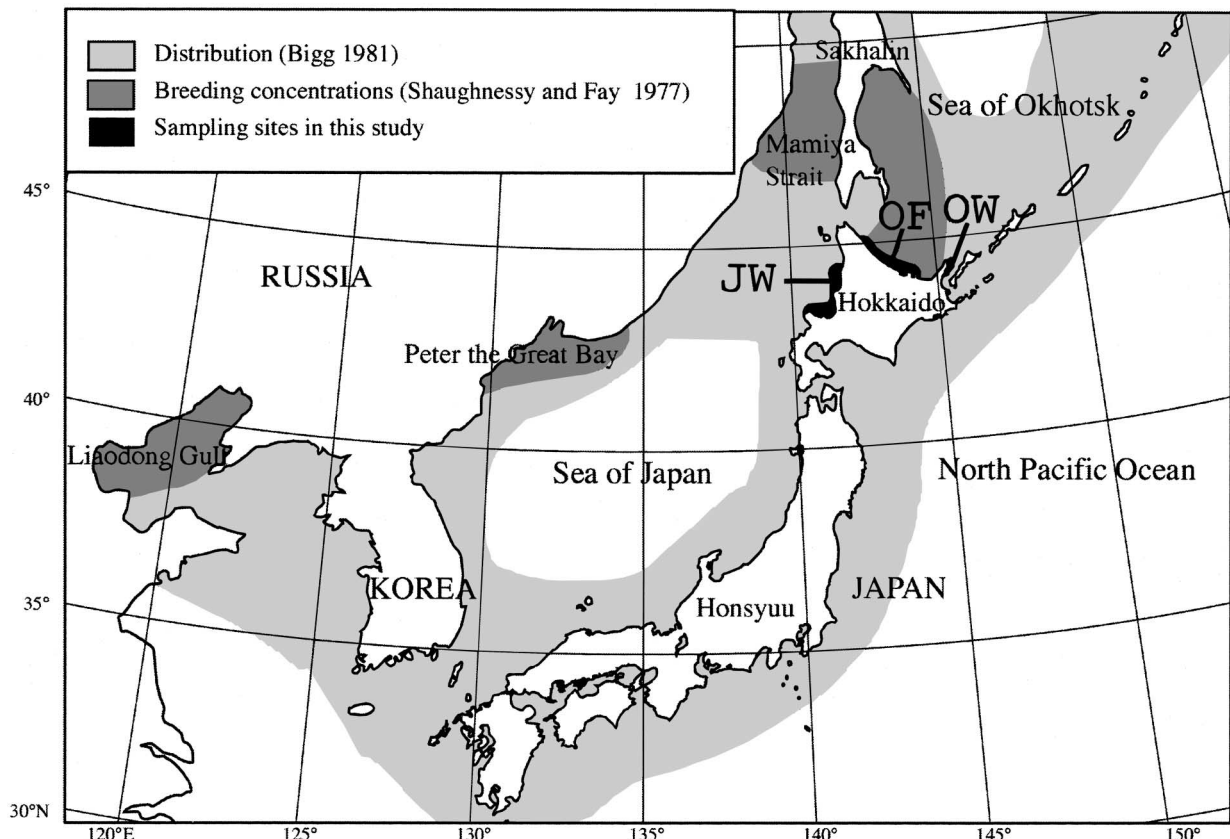 Distribution (Bigg 1981)
Breeding concentrations (Shaughnessy and Fay 1977)
Sampling sites in this study
Sakhalin
Sea of Okhotsk
Mamiya
Strait
45°
OF
OW
RUSSIA
JW
Hokkaido
Peter the Great Bay
40°
Liaodong Gulf
Sea of Japan
North Pacific Ocean
KOREA
JAPAN
35°
Honsyuu
30°N
120°E
125°
130°
135°
140°
145°
150°